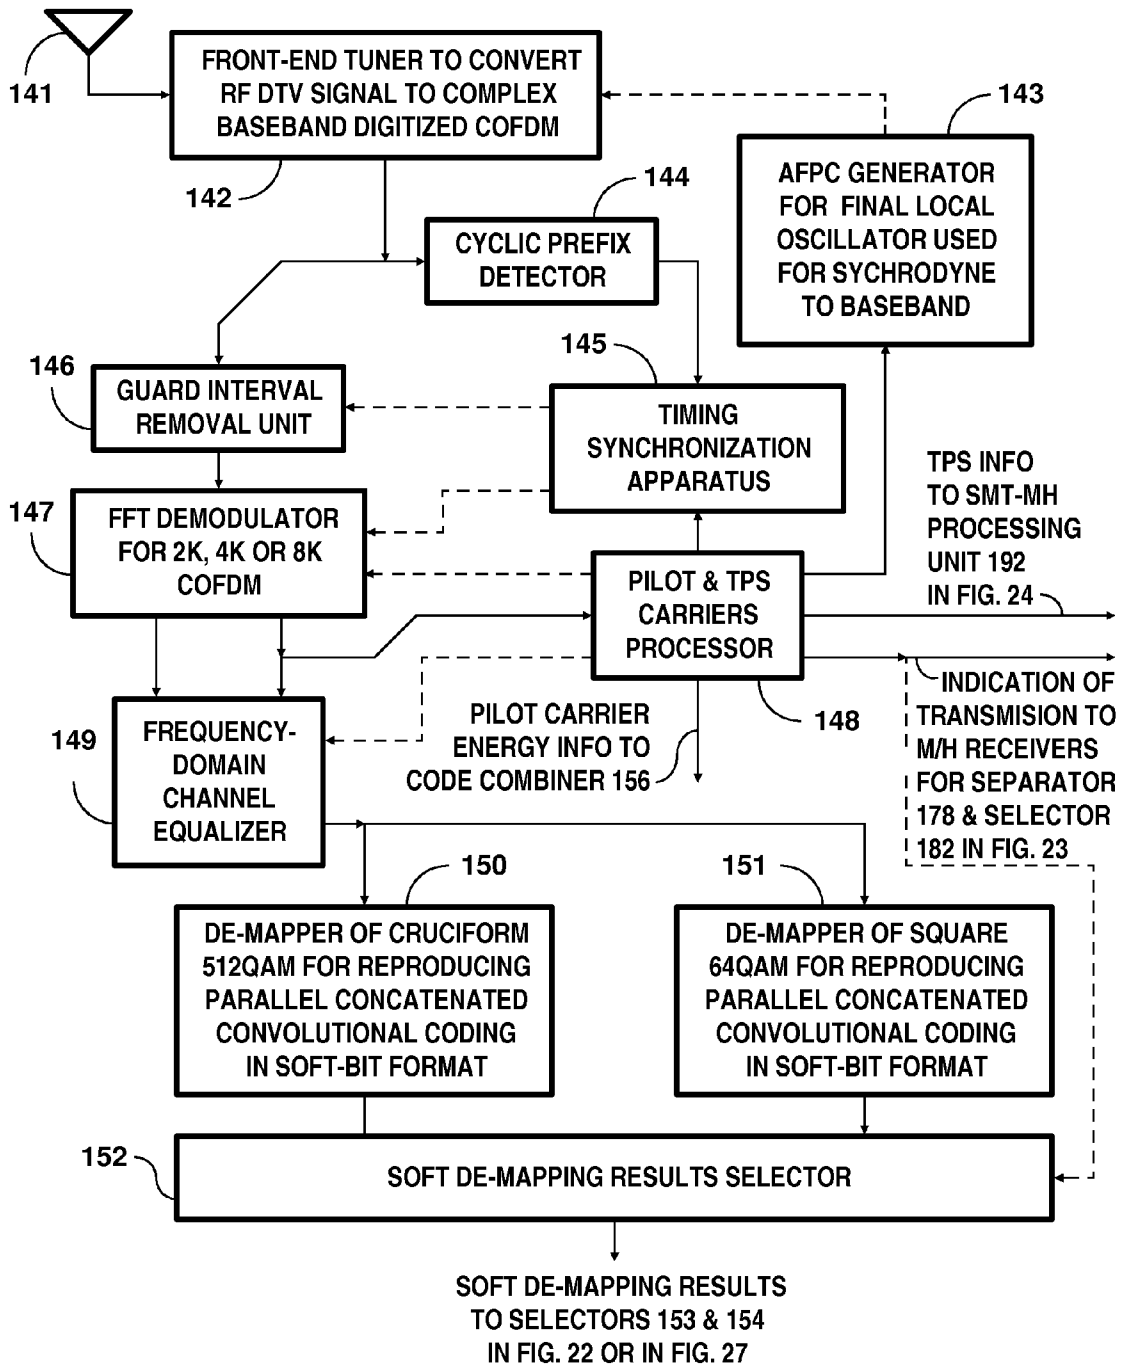 141
FRONT-END TUNER TO CONVERT
RF DTV SIGNAL TO COMPLEX
BASEBAND DIGITIZED COFDM
142
143
AFPC GENERATOR
FOR FINAL LOCAL
OSCILLATOR USED
FOR SYCHRODYNE
TO BASEBAND
144
CYCLIC PREFIX
DETECTOR
145
TIMING
SYNCHRONIZATION
APPARATUS
146
GUARD INTERVAL
REMOVAL UNIT
147
FFT DEMODULATOR
FOR 2K, 4K OR 8K
COFDM
TPS INFO
TO SMT-MH
PROCESSING
UNIT 192
IN FIG. 24
PILOT & TPS
CARRIERS
PROCESSOR
148
INDICATION OF
TRANSMISION TO
M/H RECEIVERS
FOR SEPARATOR
178 & SELECTOR
182 IN FIG. 23
PILOT CARRIER
ENERGY INFO TO
CODE COMBINER 156
149
FREQUENCY-
DOMAIN
CHANNEL
EQUALIZER
150
DE-MAPPER OF CRUCIFORM
512QAM FOR REPRODUCING
PARALLEL CONCATENATED
CONVOLUTIONAL CODING
IN SOFT-BIT FORMAT
151
DE-MAPPER OF SQUARE
64QAM FOR REPRODUCING
PARALLEL CONCATENATED
CONVOLUTIONAL CODING
IN SOFT-BIT FORMAT
152
SOFT DE-MAPPING RESULTS SELECTOR
SOFT DE-MAPPING RESULTS
TO SELECTORS 153 & 154
IN FIG. 22 OR IN FIG. 27